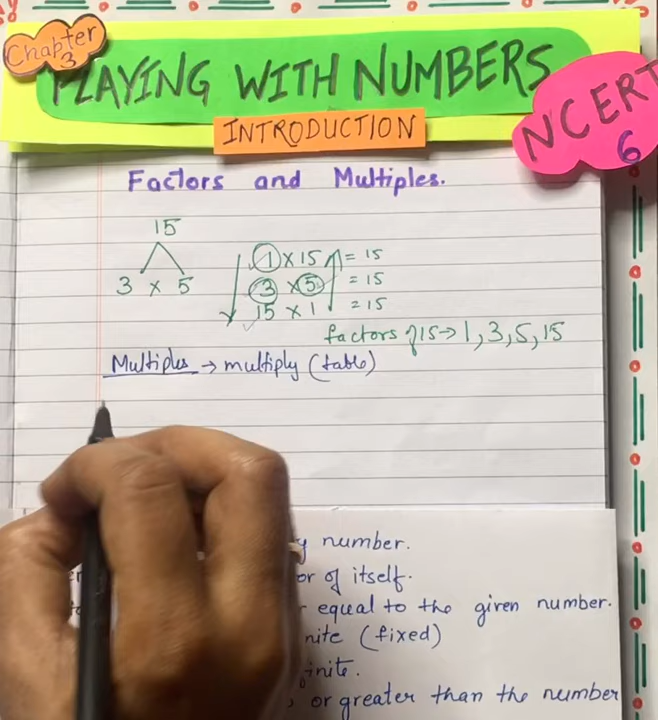 Chapter 3
PLAYING WITH NUMBERS
INTRODUCTION
NCERT 6
Factors and Multiples.
15
3 × 5
1 × 15 = 15
3 × 5 = 15
15 × 1 = 15
factors of 15 → 1, 3, 5, 15
Multiples → multiply (table)
number.
of itself.
equal to the given number.
(fixed)
or greater than the number